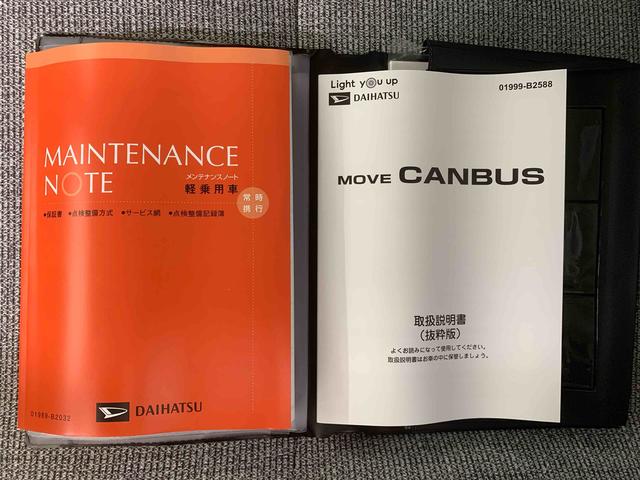 MAINTENANCE
NOTE
メンテナンスノート
軽乗用車
常時
携行
•保証書 •点検整備方式 •サービス網 •点検整備記録簿
01989-B2032
DAIHATSU
Light you up
DAIHATSU
01999-B2588
MOVE CANBUS
取扱説明書
（抜粋版）
よくお読みになって使用してください。
取扱説明書はお車の中に保管しましょう。